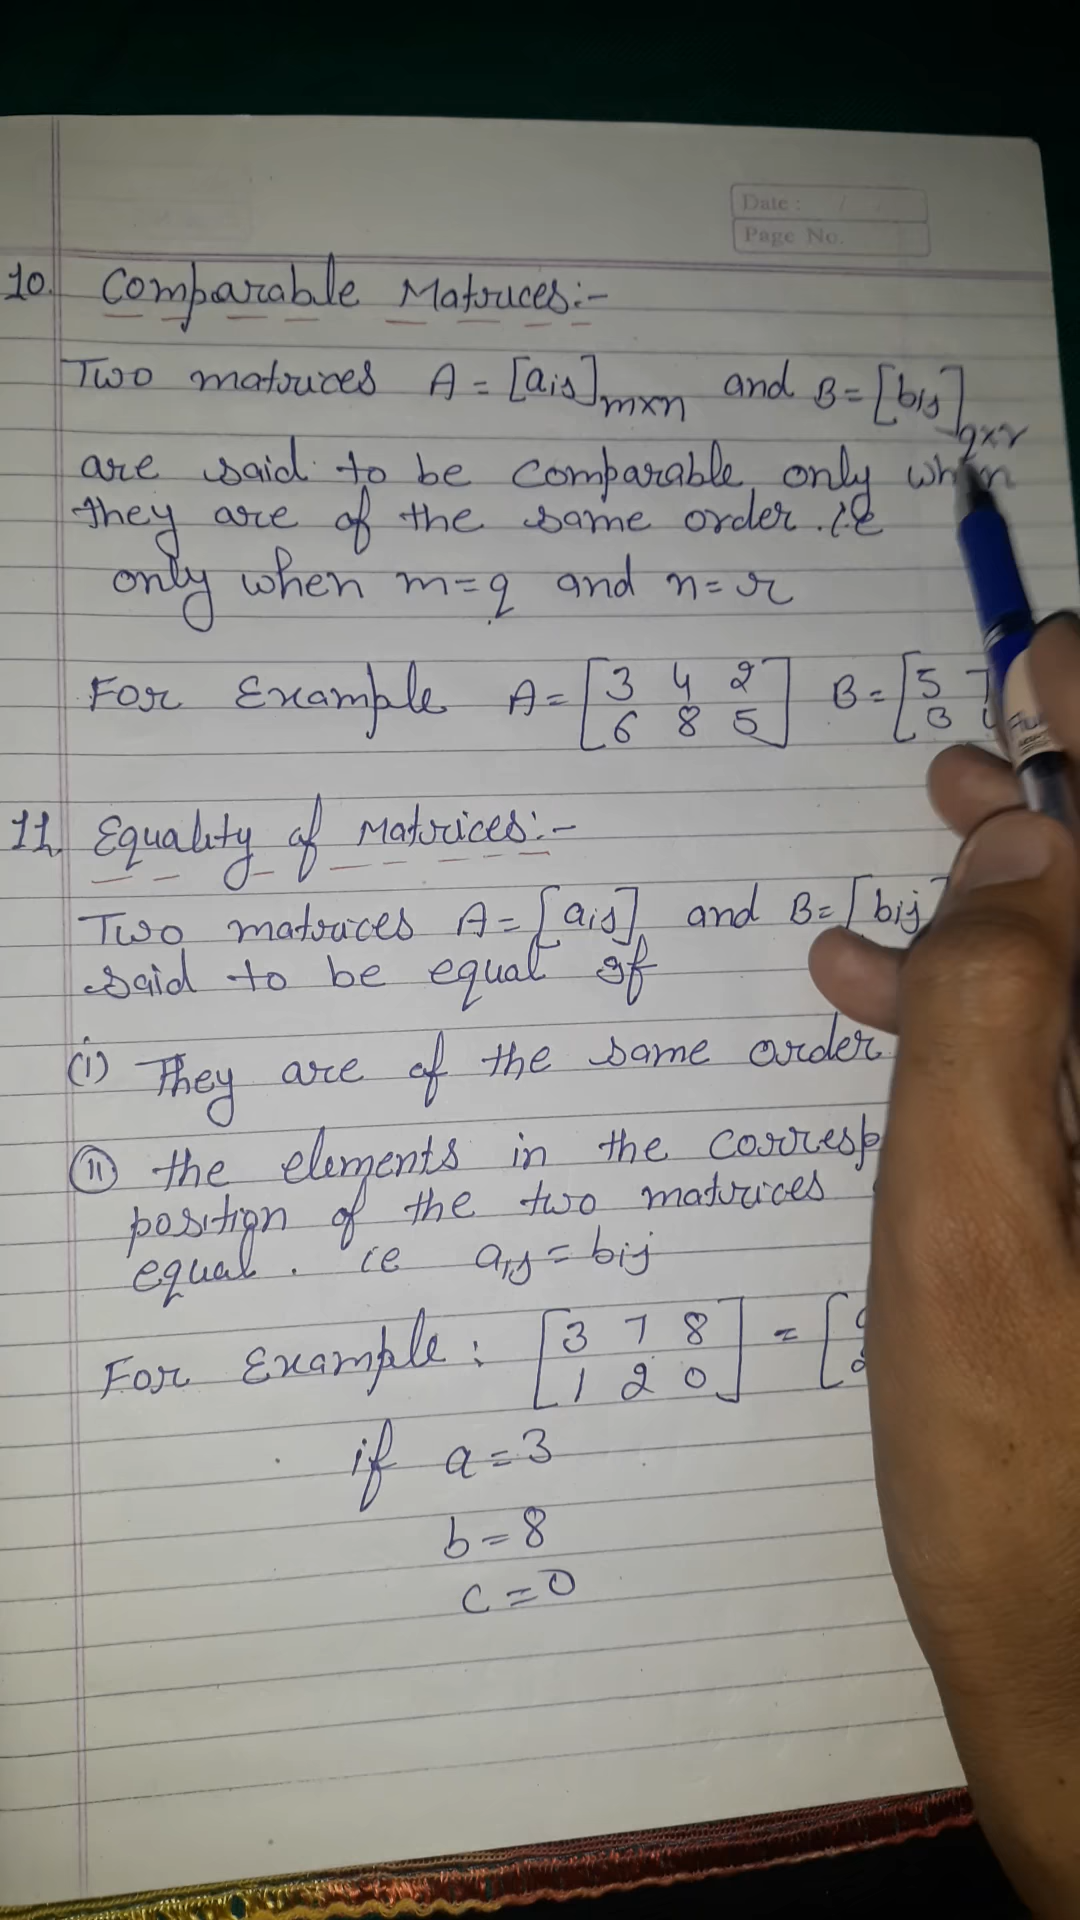 Date : /
Page No.
10. Comparable Matrices:-
Two matrices A = [aij]m×n and B = [bij]q×r
are said to be comparable only when
they are of the same order. ie
only when m=q and n=r
For Example A = [3 4 2 B = [5 7
6 8 5] 3
11. Equality of Matrices:-
Two matrices A = [aij] and B = [bij]
said to be equal if
(i) They are of the same order
(ii) the elements in the corresp
position of the two matrices
equal. ie aij = bij
For Example : [3 7 8 = [
1 2 0]
if a = 3
b = 8
c = 0